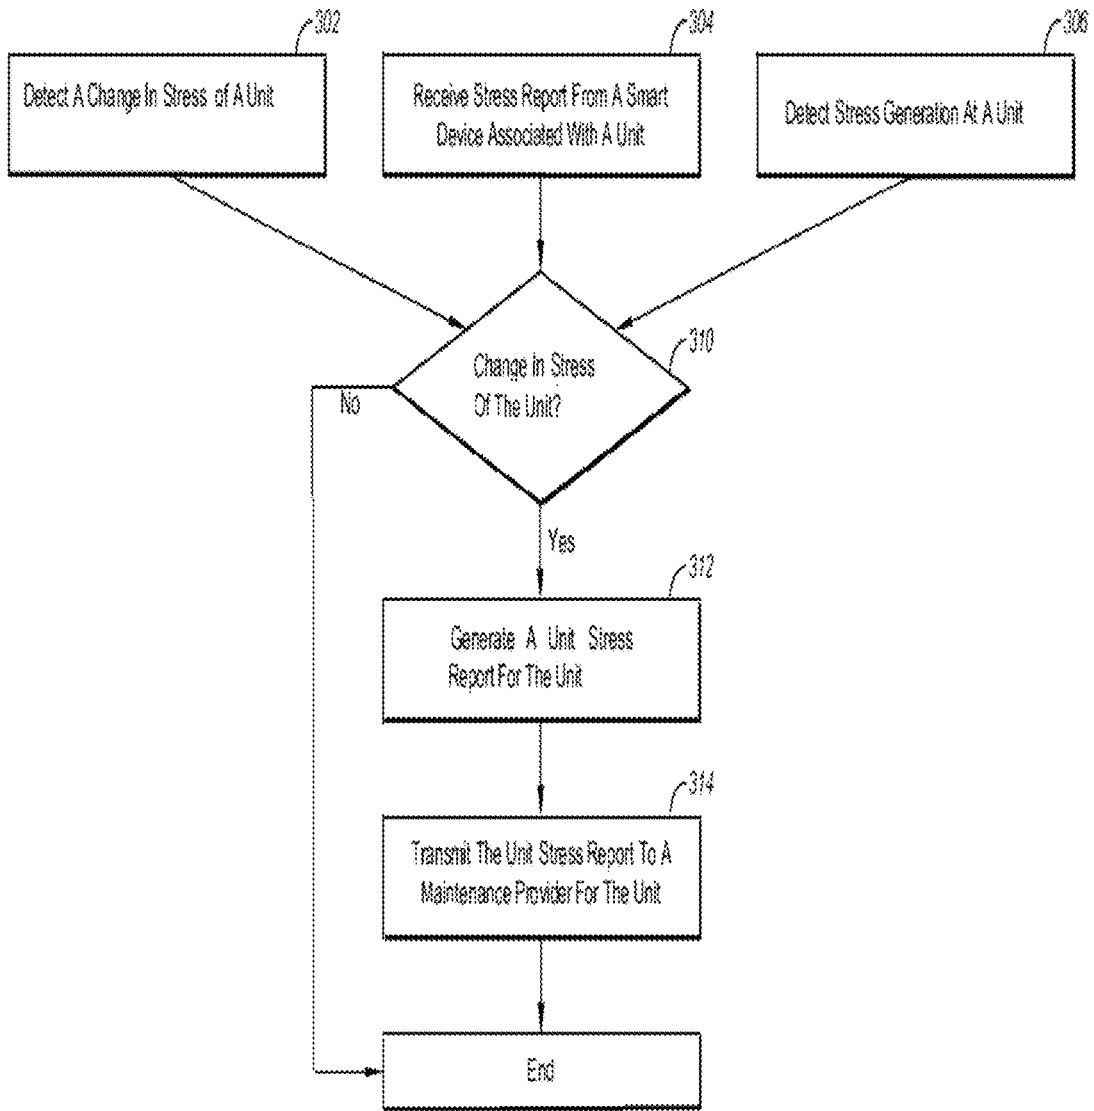 302
304
306
Detect A Change In Stress of A Unit
Receive Stress Report From A Smart
Device Associated With A Unit
Detect Stress Generation At A Unit
310
Change In Stress
Of The Unit?
No
Yes
312
Generate A Unit Stress
Report For The Unit
314
Transmit The Unit Stress Report To A
Maintenance Provider For The Unit
End